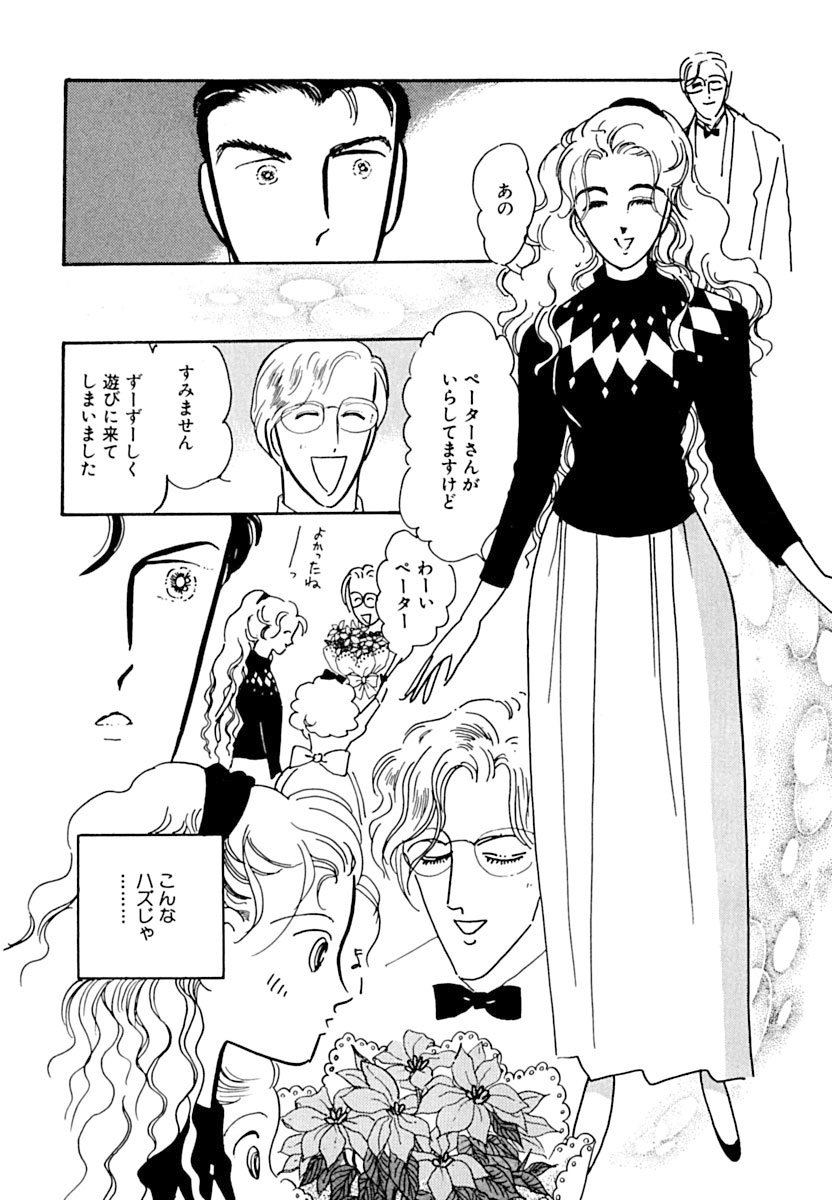 あの
ペーターさんが
いらしてますけど
すみません
ずーずーしく
遊びに来て
しまいました
わーい
ペーター
よかったね
ーっ
こんな
ハズじゃ
………